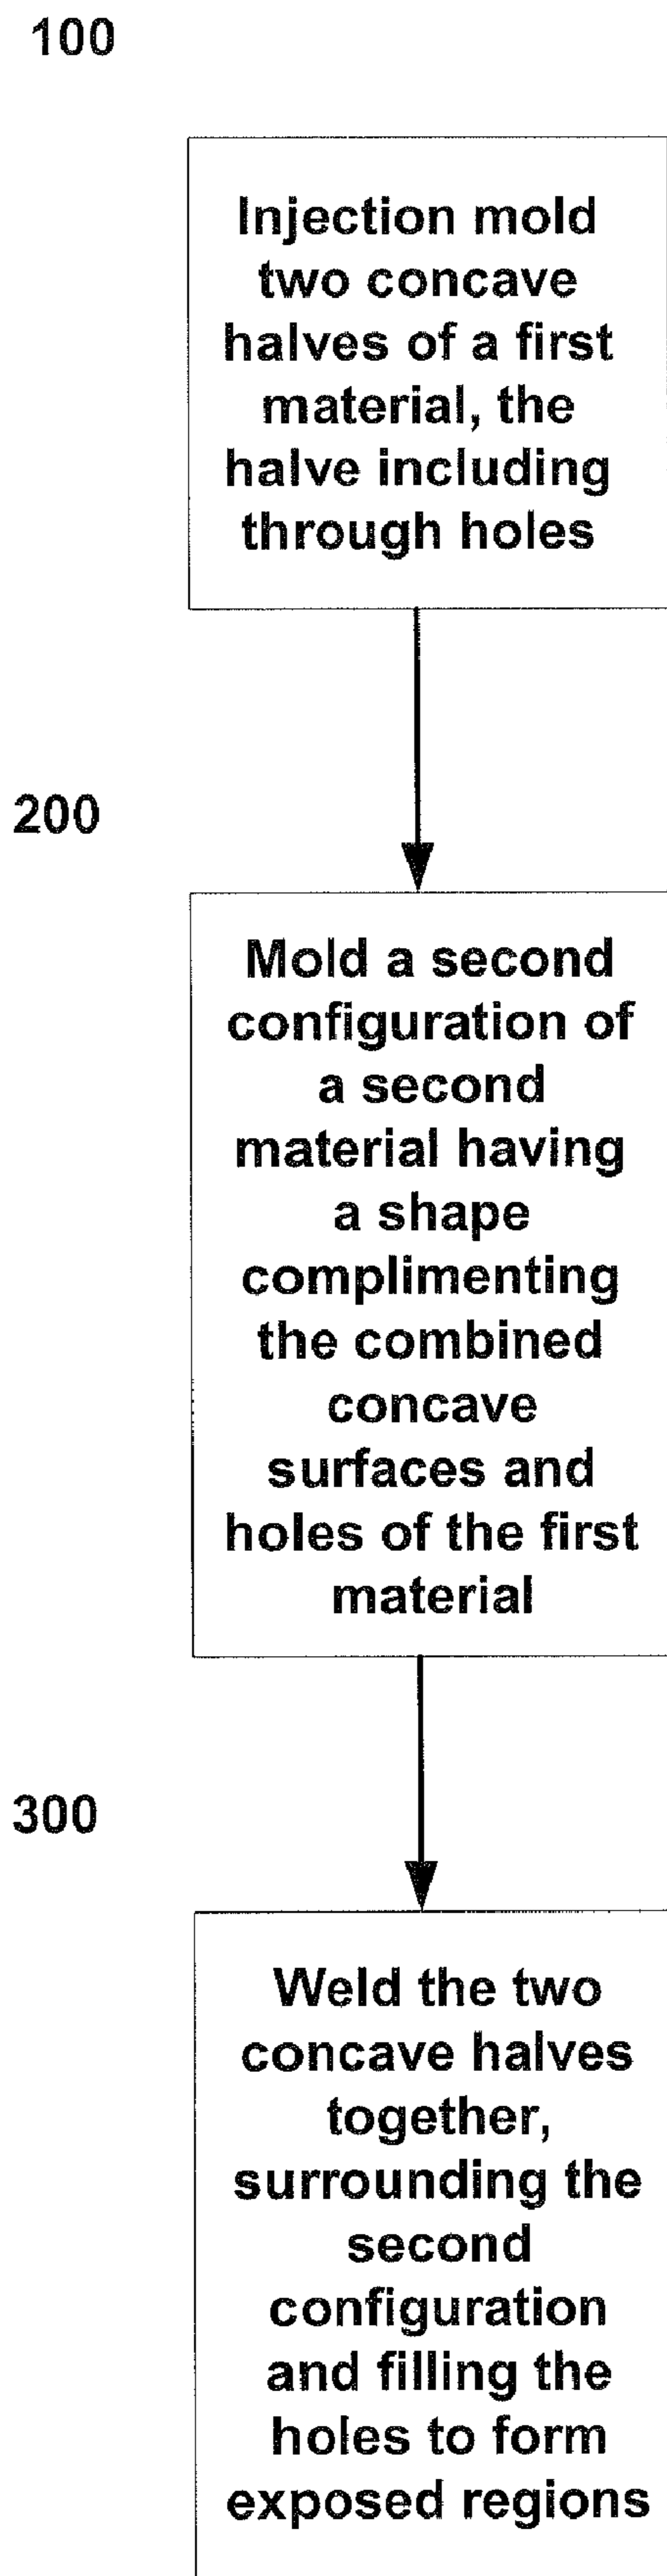 100
Injection mold
two concave
halves of a first
material, the
halve including
through holes
200
Mold a second
configuration of
a second
material having
a shape
complimenting
the combined
concave
surfaces and
holes of the first
material
300
Weld the two
concave halves
together,
surrounding the
second
configuration
and filling the
holes to form
exposed regions